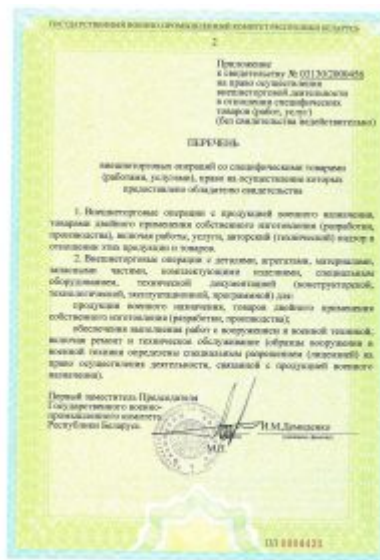 ГОСУДАРСТВЕННЫЙ ВОЕННО-ПРОМЫШЛЕННЫЙ КОМИТЕТ РЕСПУБЛИКИ БЕЛАРУСЬ
2
Приложение
к свидетельству № 03130/2000456
на право осуществления
внешнеторговой деятельности
в отношении специфических
товаров (работ, услуг)
(без свидетельства недействительно)
ПЕРЕЧЕНЬ
внешнеторговых операций со специфическими товарами
(работами, услугами), право на осуществление которых
предоставлено обладателю свидетельства
1. Внешнеторговые операции с продукцией военного назначения,
товарами двойного применения собственного изготовления (разработки,
производства), включая работы, услуги, авторский (технический) надзор в
отношении этих продукции и товаров.
2. Внешнеторговые операции с деталями, агрегатами, материалами,
запасными частями, комплектующими изделиями, специальным
оборудованием, технической документацией (конструкторской,
технологической, эксплуатационной, программной) для:
продукции военного назначения, товаров двойного применения
собственного изготовления (разработки, производства);
обеспечения выполнения работ с вооружением и военной техникой,
включая ремонт и техническое обслуживание (образцы вооружения и
военной техники определены специальным разрешением (лицензией) на
право осуществления деятельности, связанной с продукцией военного
назначения).
Первый заместитель Председателя
Государственного военно-
промышленного комитета
Республики Беларусь
И.М.Демиденко
М.П.
ПЛ 0000421